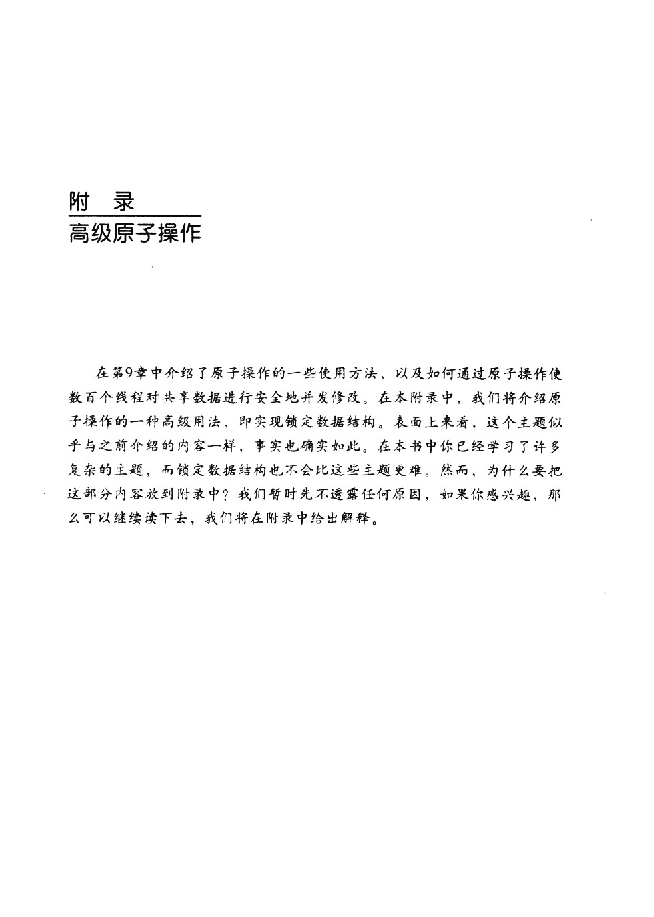 附 录
高级原子操作
在第9章中介绍了原子操作的一些使用方法，以及如何通过原子操作使
数百个线程对共享数据进行安全地并发修改。在本附录中，我们将介绍原
子操作的一种高级用法，即实现锁定数据结构。表面上来看，这个主题似
乎与之前介绍的内容一样，事实也确实如此。在本书中你已经学习了许多
复杂的主题，而锁定数据结构也不会比这些主题更难。然而，为什么要把
这部分内容放到附录中？我们暂时先不透露任何原因，如果你感兴趣，那
么可以继续读下去，我们将在附录中给出解释。